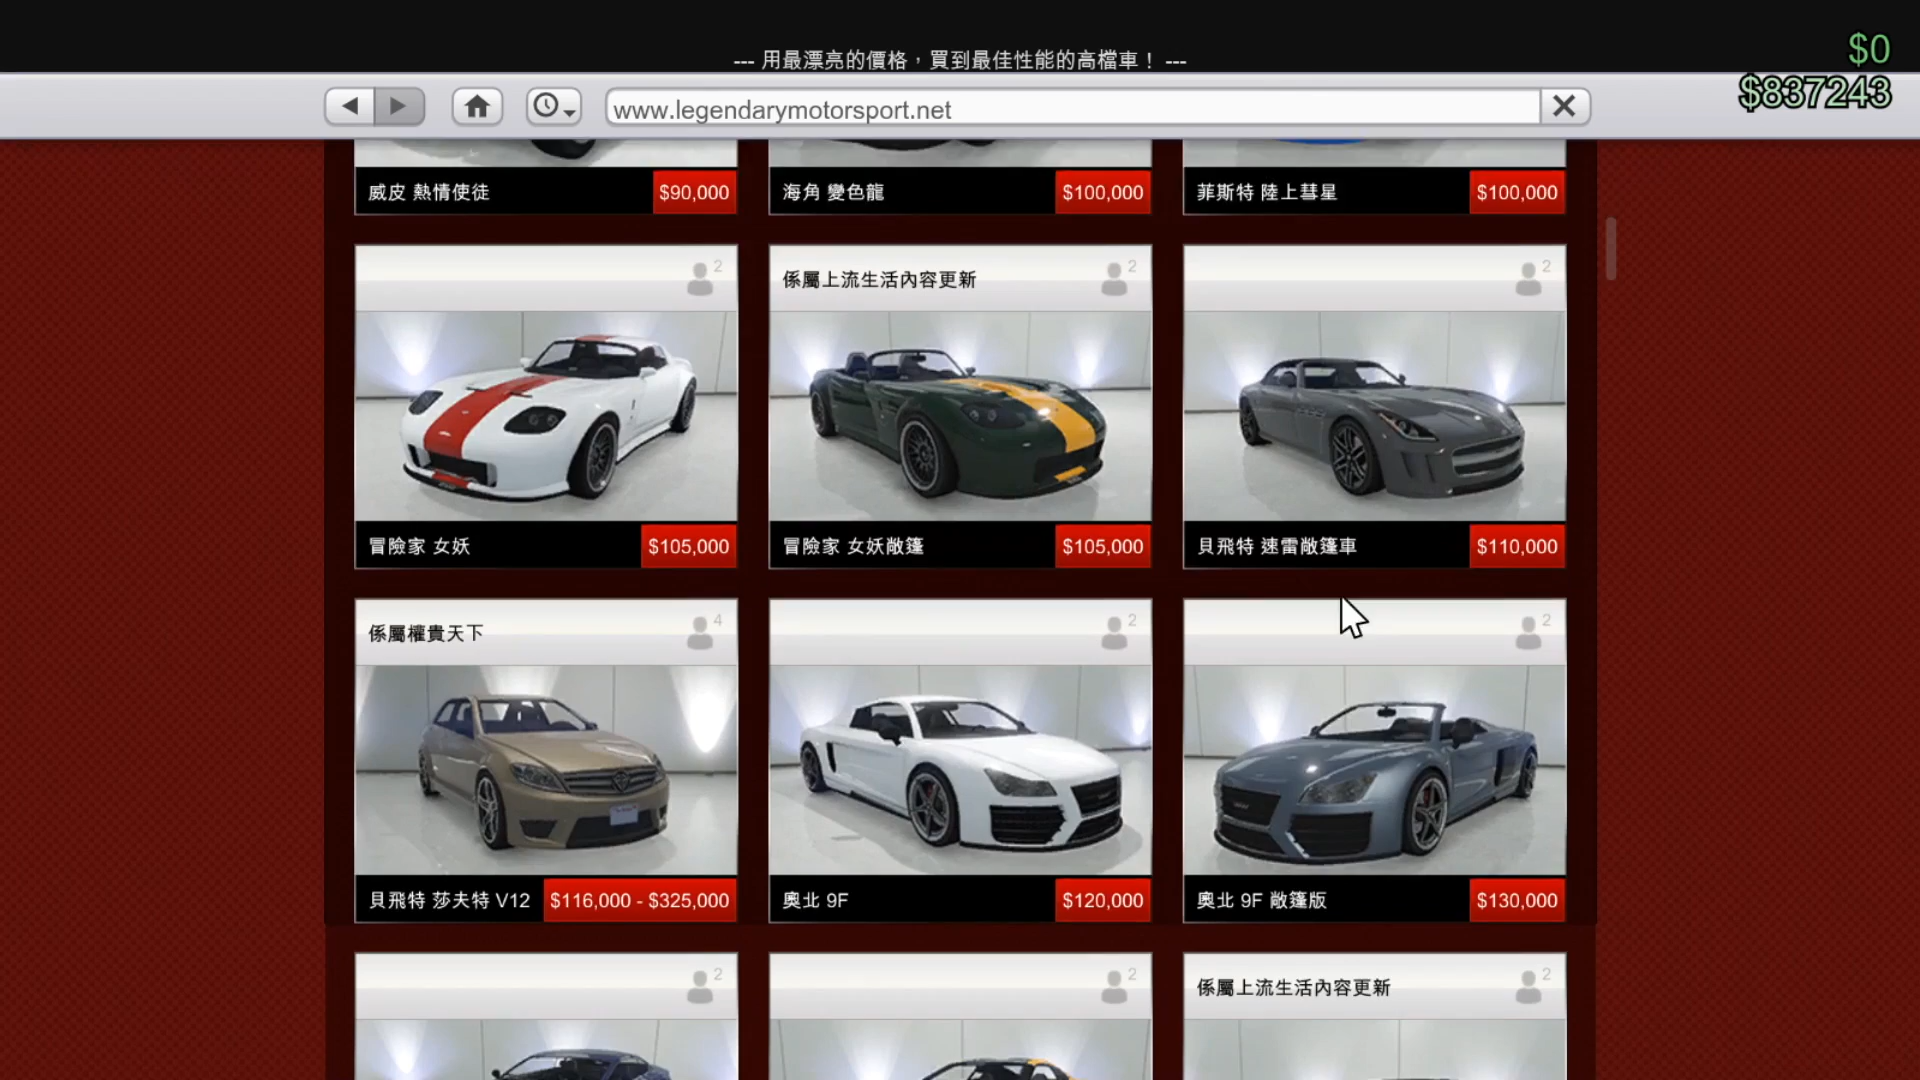 --- 用最漂亮的價格，買到最佳性能的高檔車！ ---
$0
$837243
www.legendarymotorsport.net
威皮 熱情使徒 $90,000
海角 變色龍 $100,000
菲斯特 陸上彗星 $100,000
2
係屬上流生活內容更新 2
2
冒險家 女妖 $105,000
冒險家 女妖敞篷 $105,000
貝飛特 速雷敞篷車 $110,000
係屬權貴天下 4
2
2
貝飛特 莎夫特 V12 $116,000 - $325,000
奧北 9F $120,000
奧北 9F 敞篷版 $130,000
2
2
係屬上流生活內容更新 2